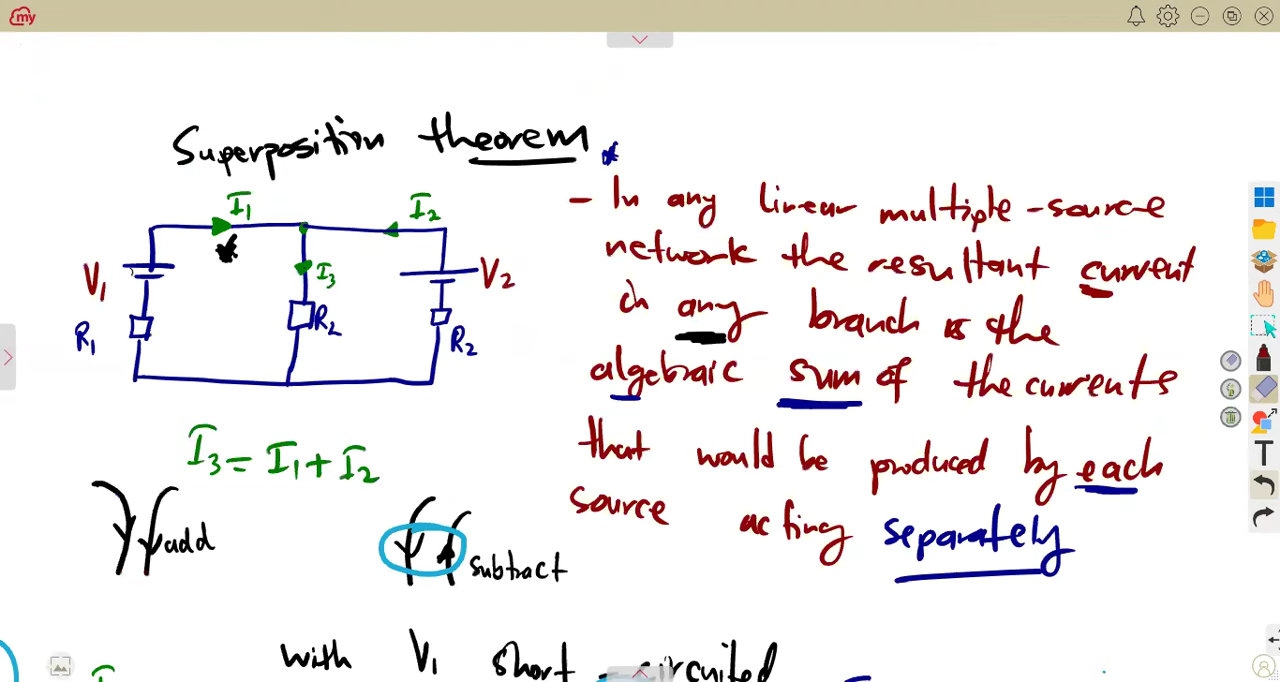 my
Superposition theorem
I1
I2
I3
V1
V2
R1
R2
R2
I3 = I1 + I2
add
subtract
- In any linear multiple-source
network the resultant current
in any branch is the
algebraic sum of the currents
that would be produced by each
source acting separately
with V1 short-circuited
T